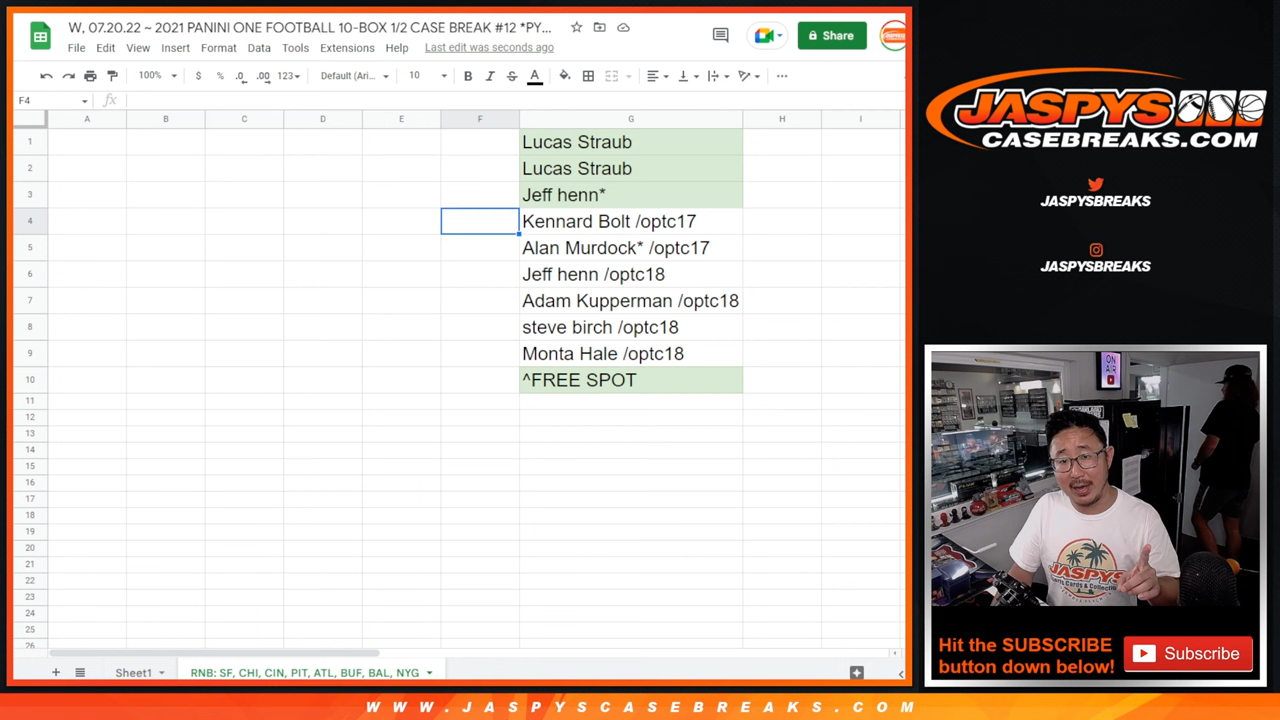 W, 07.20.22 ~ 2021 PANINI ONE FOOTBALL 10-BOX 1/2 CASE BREAK #12 *PY...
File Edit View Insert Format Data Tools Extensions Help Last edit was seconds ago
Share
100% $ % .0 .00 123 Default (Ari... 10 B I S A
F4 fx
A B C D E F G H I
1 Lucas Straub
2 Lucas Straub
3 Jeff henn*
4 Kennard Bolt /optc17
5 Alan Murdock* /optc17
6 Jeff henn /optc18
7 Adam Kupperman /optc18
8 steve birch /optc18
9 Monta Hale /optc18
10 ^FREE SPOT
11
12
13
14
15
16
17
18
19
20
21
22
23
24
25
26
Sheet1 RNB: SF, CHI, CIN, PIT, ATL, BUF, BAL, NYG
JASPYS
CASEBREAKS.COM
JASPYSBREAKS
JASPYSBREAKS
ON
AIR
JASPYS
Hit the SUBSCRIBE
button down below!
Subscribe
WWW.JASPYSCASEBREAKS.COM